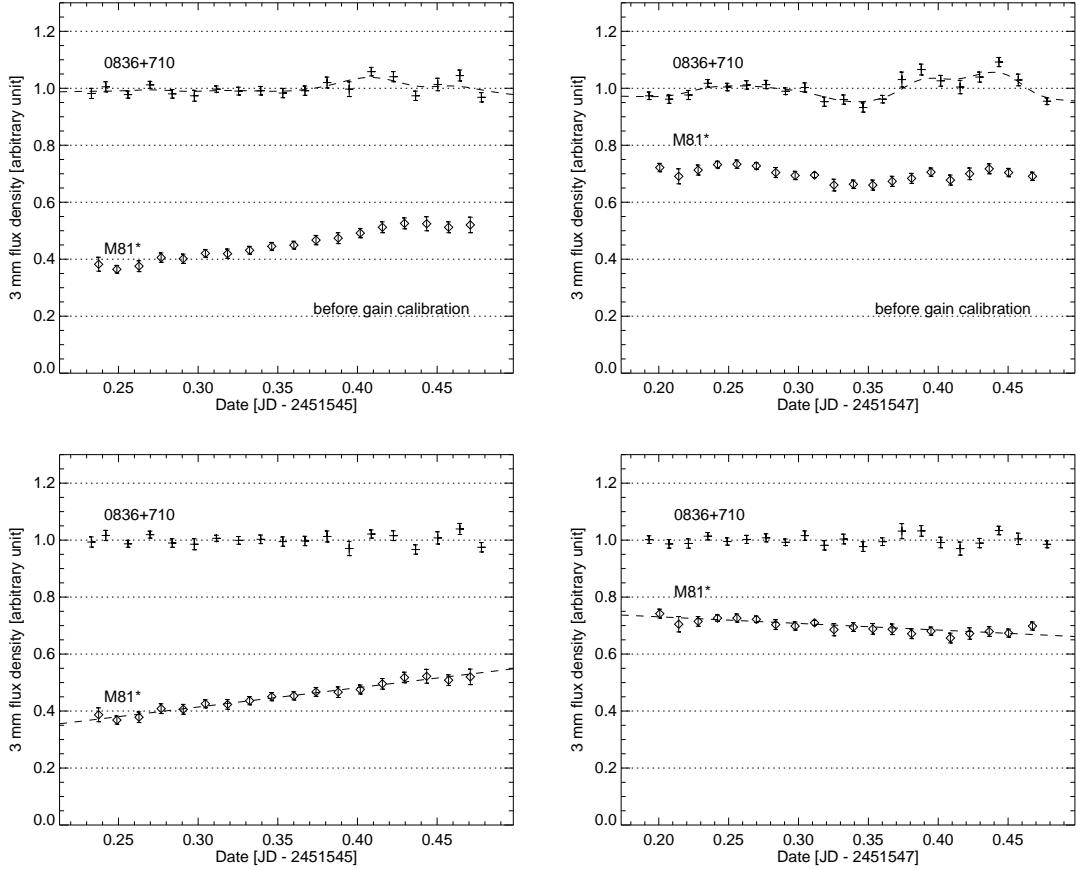 3 mm flux density [arbitrary unit]
1.2
1.0
0.8
0.6
0.4
0.2
0.0
0836+710
M81*
before gain calibration
0.25 0.30 0.35 0.40 0.45
Date [JD - 2451545]
3 mm flux density [arbitrary unit]
1.2
1.0
0.8
0.6
0.4
0.2
0.0
0836+710
M81*
before gain calibration
0.20 0.25 0.30 0.35 0.40 0.45
Date [JD - 2451547]
3 mm flux density [arbitrary unit]
1.2
1.0
0.8
0.6
0.4
0.2
0.0
0836+710
M81*
0.25 0.30 0.35 0.40 0.45
Date [JD - 2451545]
3 mm flux density [arbitrary unit]
1.2
1.0
0.8
0.6
0.4
0.2
0.0
0836+710
M81*
0.20 0.25 0.30 0.35 0.40 0.45
Date [JD - 2451547]